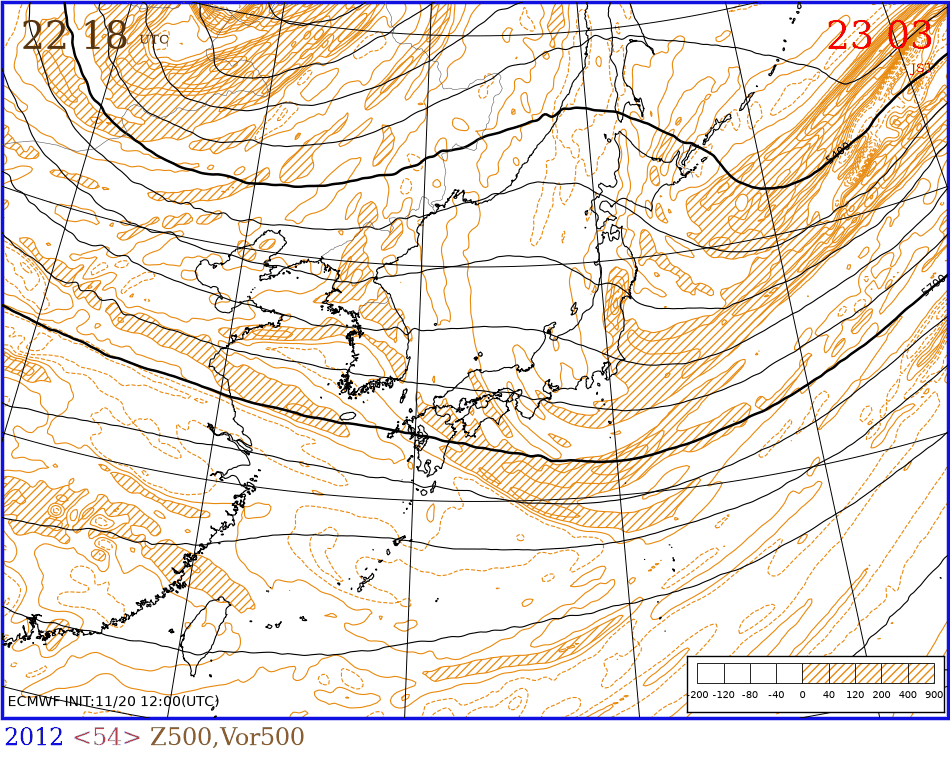 22 18 UTC
23 03
JST
5400
5700
ECMWF INIT:11/20 12:00(UTC)
-200 -120 -80 -40 0 40 120 200 400 900
2012 <54> Z500,Vor500